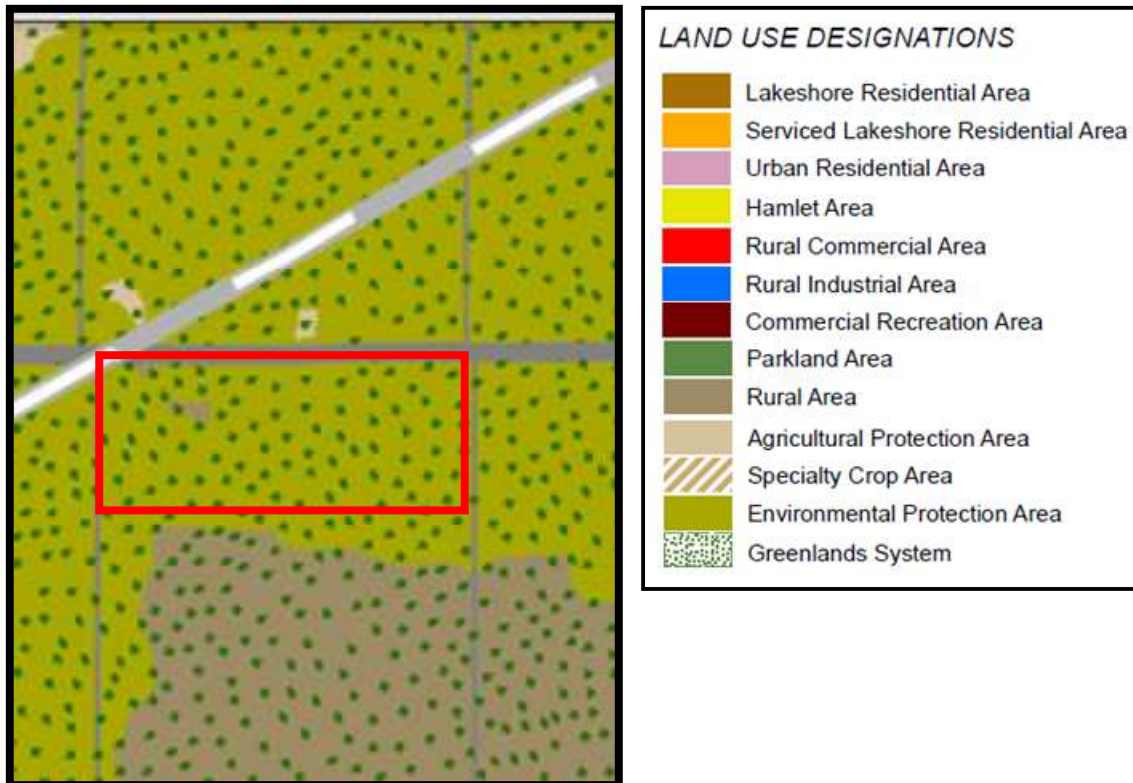 LAND USE DESIGNATIONS
Lakeshore Residential Area
Serviced Lakeshore Residential Area
Urban Residential Area
Hamlet Area
Rural Commercial Area
Rural Industrial Area
Commercial Recreation Area
Parkland Area
Rural Area
Agricultural Protection Area
Specialty Crop Area
Environmental Protection Area
Greenlands System